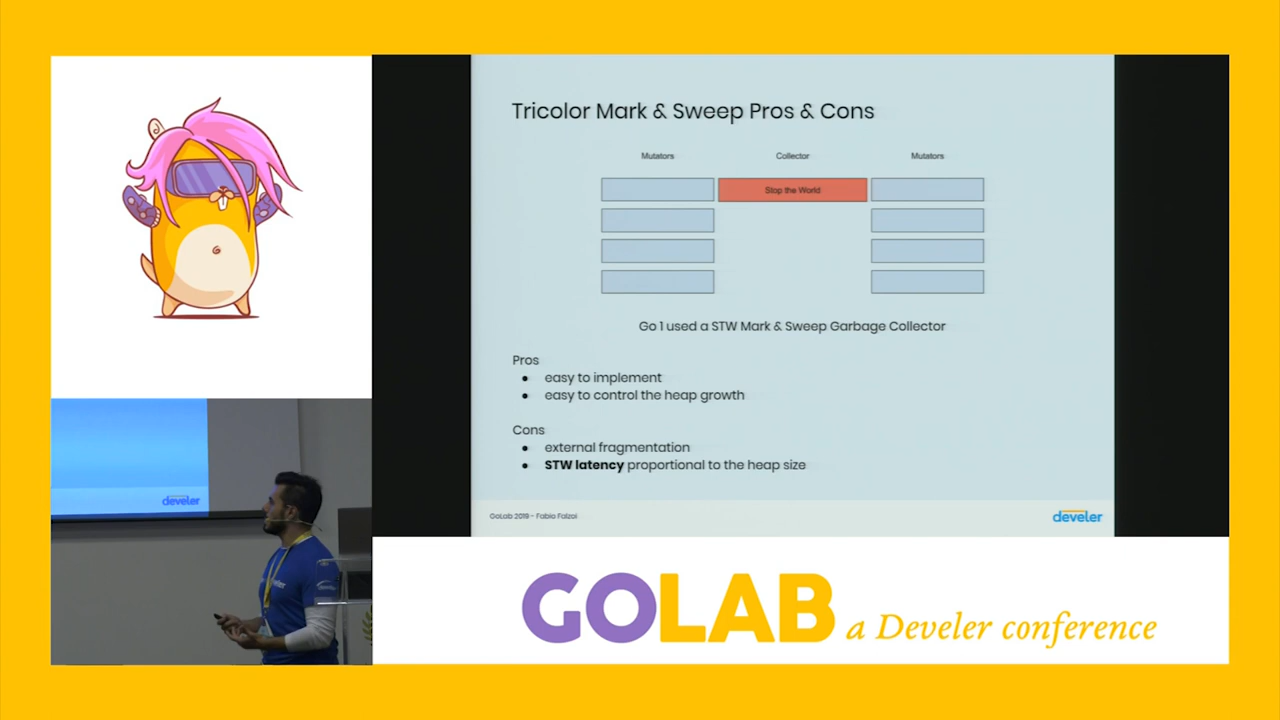 Tricolor Mark & Sweep Pros & Cons
Mutators Collector Mutators
Stop the World
Go 1 used a STW Mark & Sweep Garbage Collector
Pros
● easy to implement
● easy to control the heap growth
Cons
● external fragmentation
● STW latency proportional to the heap size
GoLab 2019 - Fabio Falzoi
develer
develer
GOLAB a Develer conference